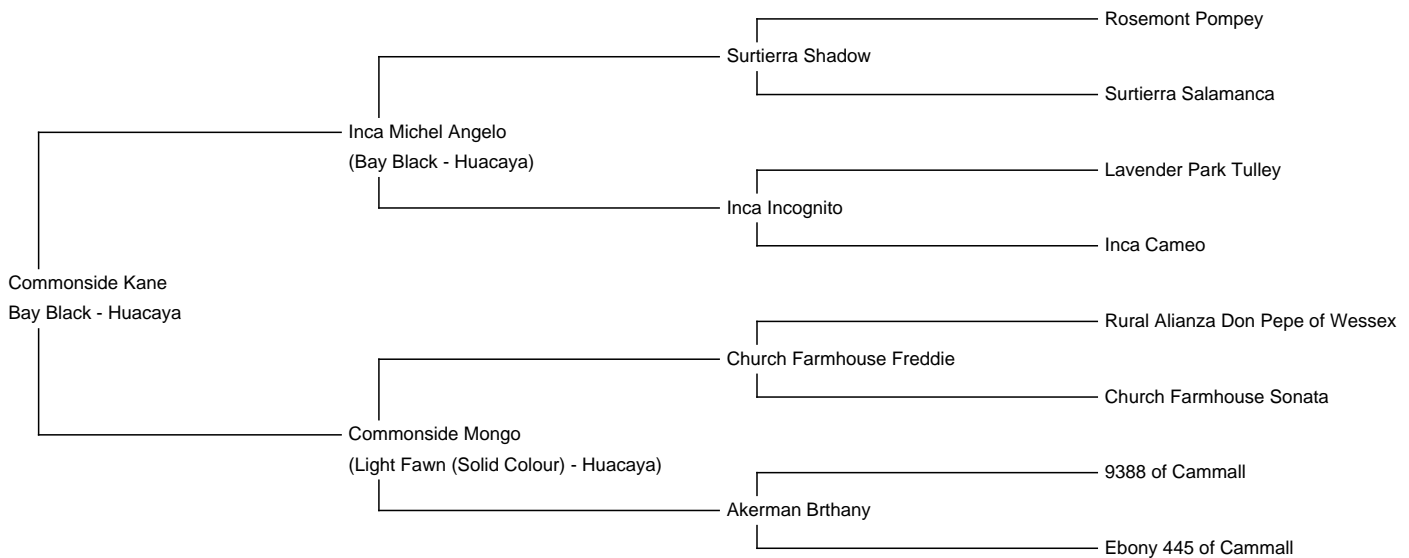 Rosemont Pompey
Surtierra Shadow
Surtierra Salamanca
Inca Michel Angelo
(Bay Black - Huacaya)
Lavender Park Tulley
Inca Incognito
Inca Cameo
Commonside Kane
Bay Black - Huacaya
Rural Alianza Don Pepe of Wessex
Church Farmhouse Freddie
Church Farmhouse Sonata
Commonside Mongo
(Light Fawn (Solid Colour) - Huacaya)
9388 of Cammall
Akerman Brthany
Ebony 445 of Cammall